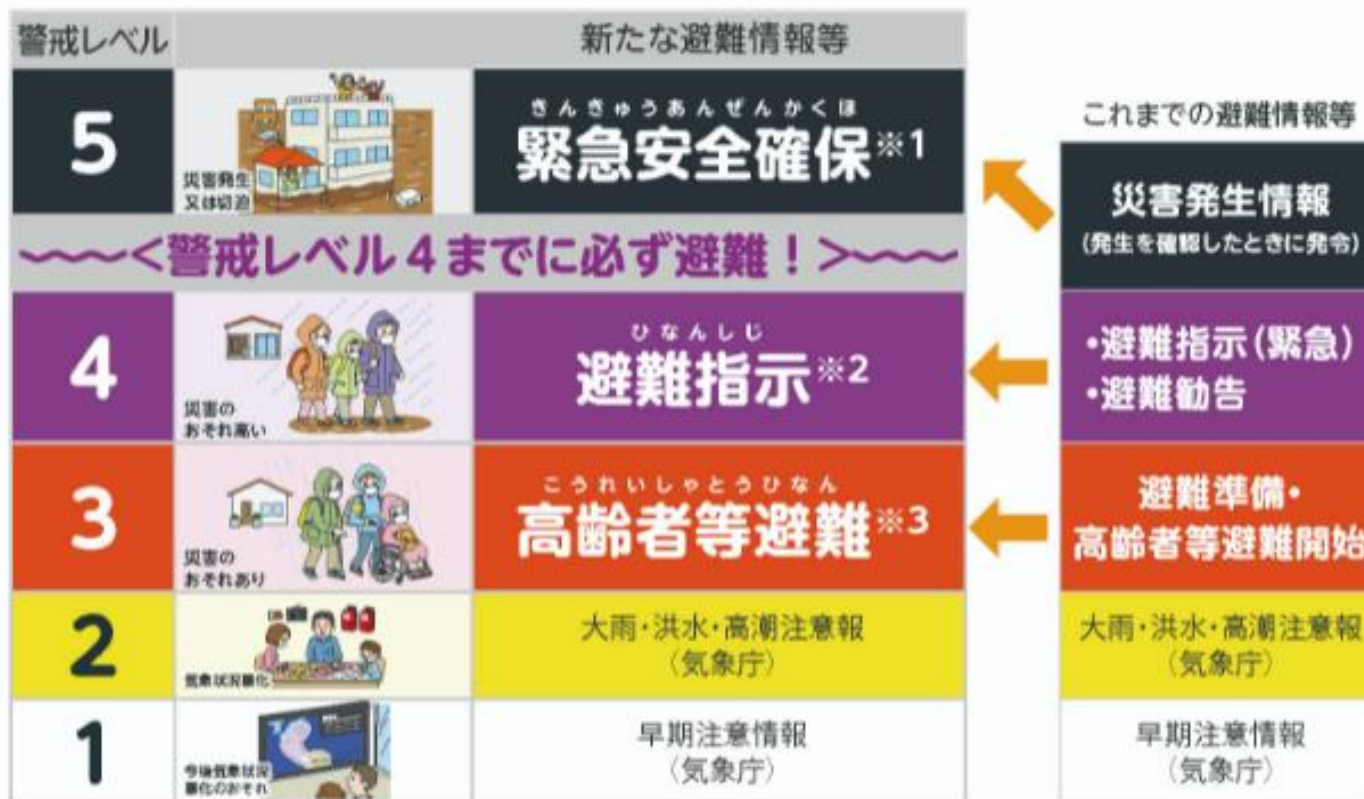 警戒レベル
新たな避難情報等
5
災害発生
又は切迫
きんきゅうあんぜんかくほ
緊急安全確保※1
〜〜〜<警戒レベル4までに必ず避難！>〜〜〜
4
災害の
おそれ高い
ひなんしじ
避難指示※2
3
災害の
おそれあり
こうれいしゃとうひなん
高齢者等避難※3
2
気象状況悪化
大雨・洪水・高潮注意報
（気象庁）
1
今後気象状況
悪化のおそれ
早期注意情報
（気象庁）
これまでの避難情報等
災害発生情報
(発生を確認したときに発令)
・避難指示(緊急)
・避難勧告
避難準備・
高齢者等避難開始
大雨・洪水・高潮注意報
（気象庁）
早期注意情報
（気象庁）